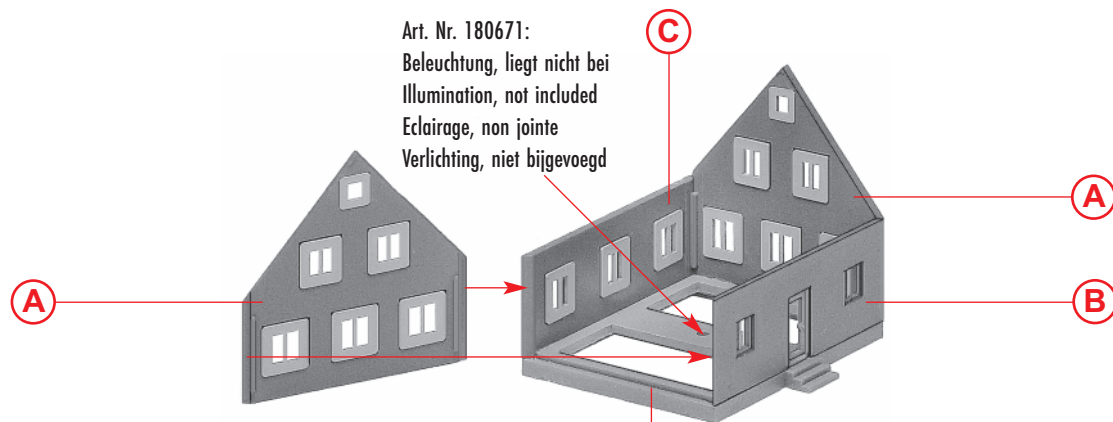 Art. Nr. 180671:
Beleuchtung, liegt nicht bei
Illumination, not included
Eclairage, non jointe
Verlichting, niet bijgevoegd
C
A
A
B